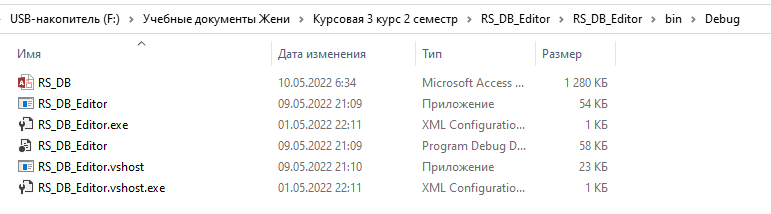 USB-накопитель (F:) > Учебные документы Жени > Курсовая 3 курс 2 семестр > RS_DB_Editor > RS_DB_Editor > bin > Debug
Имя Дата изменения Тип Размер
RS_DB 10.05.2022 6:34 Microsoft Access ... 1 280 КБ
RS_DB_Editor 09.05.2022 21:09 Приложение 54 КБ
RS_DB_Editor.exe 01.05.2022 22:11 XML Configuratio... 1 КБ
RS_DB_Editor 09.05.2022 21:09 Program Debug D... 58 КБ
RS_DB_Editor.vshost 09.05.2022 21:10 Приложение 23 КБ
RS_DB_Editor.vshost.exe 01.05.2022 22:11 XML Configuratio... 1 КБ